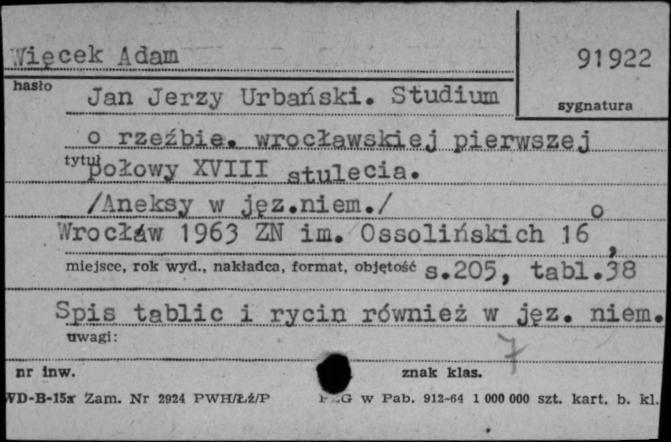 Więcek Adam 91922
hasło sygnatura
Jan Jerzy Urbański. Studium
o rzeźbie. wrocławskiej pierwszej
tytuł
połowy XVIII stulecia.
/Aneksy w jęz.niem./
Wrocław 1963 ZN im. Ossolińskich 16°,
miejsce, rok wyd., nakładca, format, objętość s.205, tabl.38
Spis tablic i rycin również w jęz. niem.
uwagi:
7
nr inw. znak klas.
WD-B-15a Zam. Nr 2924 PWH/Łź/P w Pab. 912-64 1 000 000 szt. kart. b. kl.